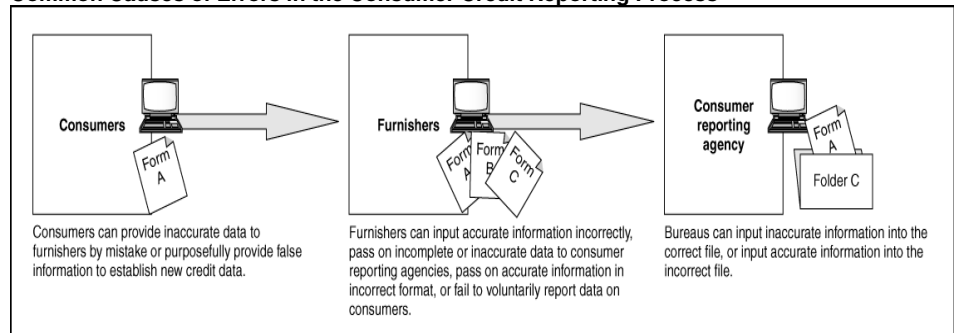 Common Causes of Errors in the Consumer Credit Reporting Process
Consumers
Form
A
Consumers can provide inaccurate data to
furnishers by mistake or purposefully provide false
information to establish new credit data.
Furnishers
Form
A
Form
B
Form
C
Furnishers can input accurate information incorrectly,
pass on incomplete or inaccurate data to consumer
reporting agencies, pass on accurate information in
incorrect format, or fail to voluntarily report data on
consumers.
Consumer
reporting
agency
Form
A
Folder C
Bureaus can input inaccurate information into the
correct file, or input accurate information into the
incorrect file.